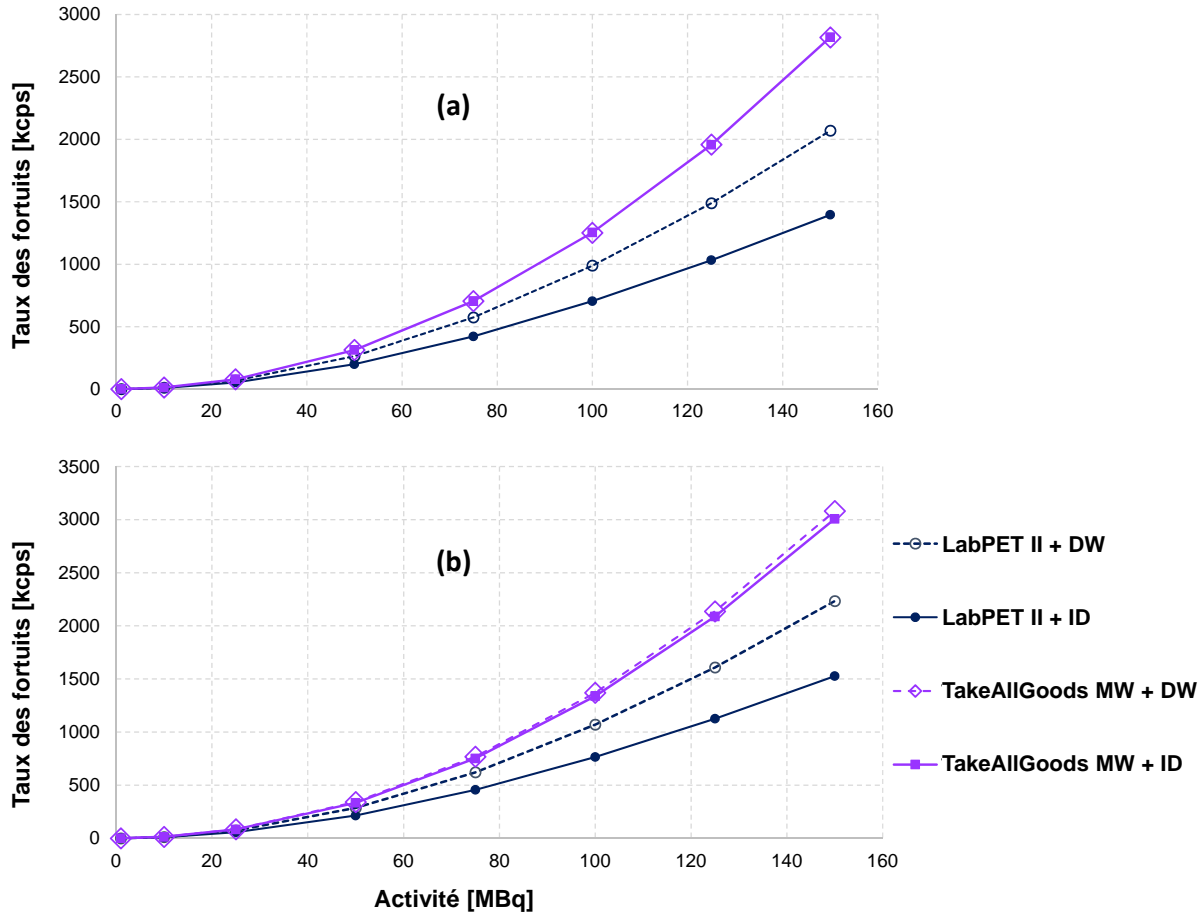 3000
2500
2000
1500
1000
500
0
Taux des fortuits [kcps]
(a)
0 20 40 60 80 100 120 140 160
3500
3000
2500
2000
1500
1000
500
0
Taux des fortuits [kcps]
(b)
0 20 40 60 80 100 120 140 160
Activité [MBq]
LabPET II + DW
LabPET II + ID
TakeAllGoods MW + DW
TakeAllGoods MW + ID